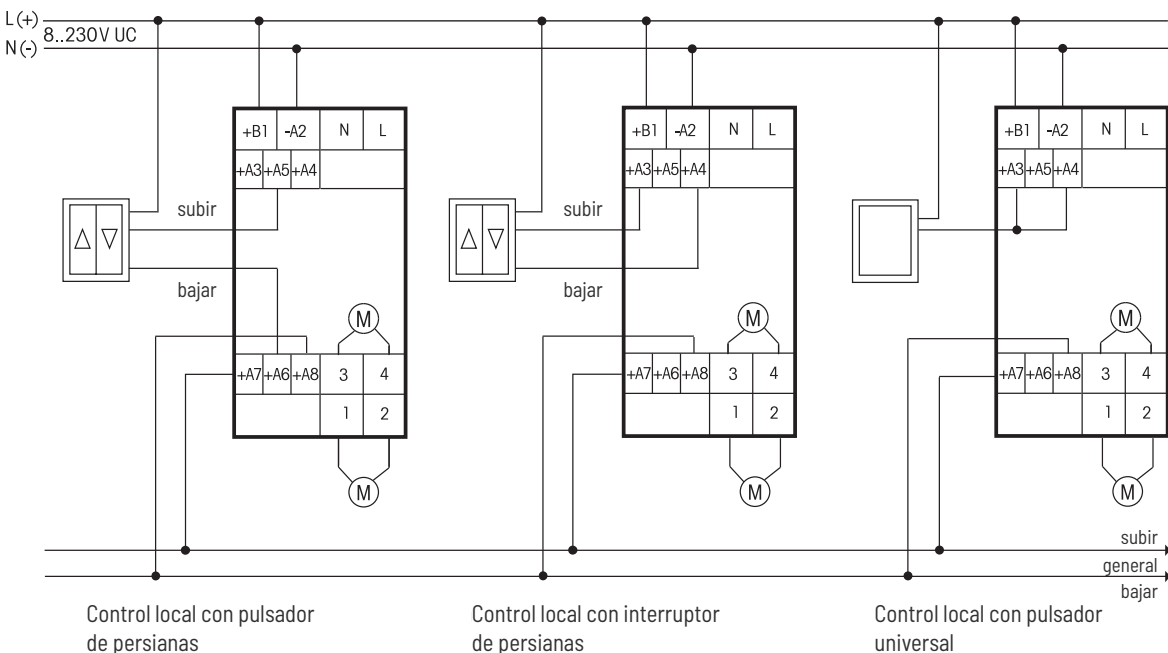 L(+)
8..230V UC
N(-)
+B1 -A2 N L
+A3 +A5 +A4
subir
bajar
M
+A7 +A6 +A8 3 4
1 2
M
+B1 -A2 N L
+A3 +A5 +A4
subir
bajar
M
+A7 +A6 +A8 3 4
1 2
M
+B1 -A2 N L
+A3 +A5 +A4
M
+A7 +A6 +A8 3 4
1 2
M
subir
general
bajar
Control local con pulsador
de persianas
Control local con interruptor
de persianas
Control local con pulsador
universal